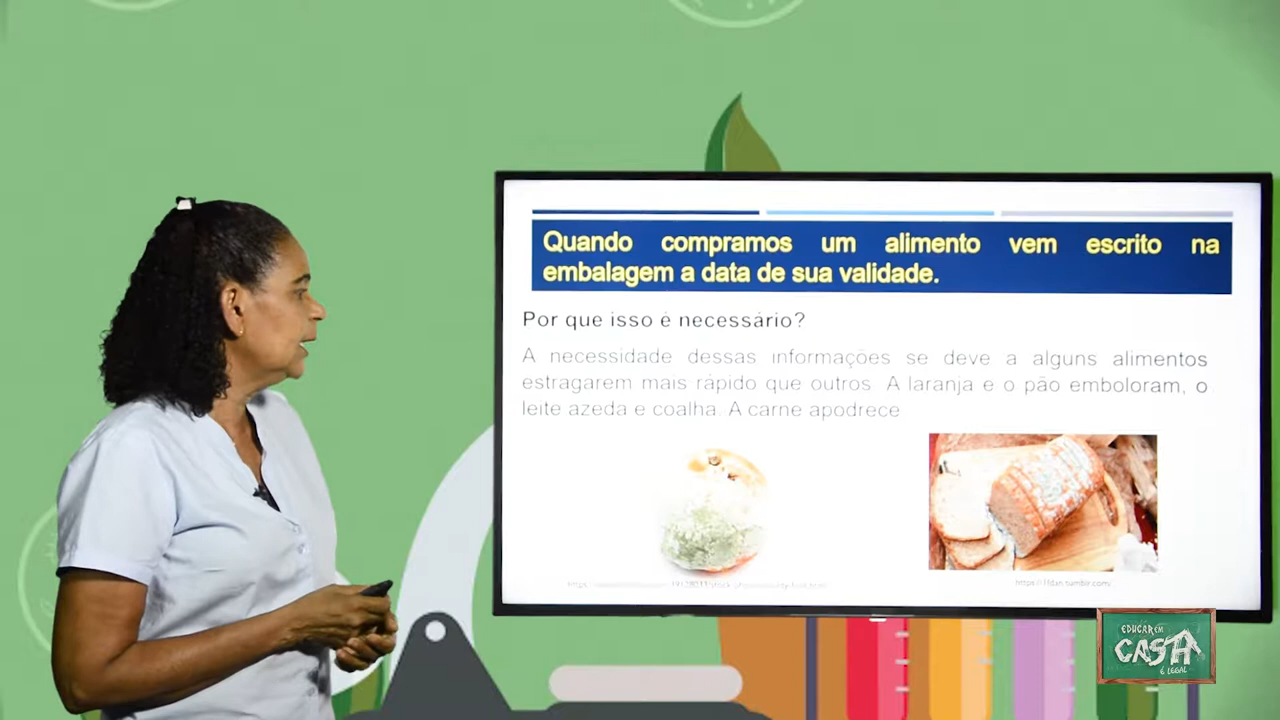 Quando compramos um alimento vem escrito na
embalagem a data de sua validade.
Por que isso é necessário?
A necessidade dessas informações se deve a alguns alimentos
estragarem mais rápido que outros. A laranja e o pão emboloram, o
leite azeda e coalha. A carne apodrece
EDUCAR EM
CASA
É LEGAL